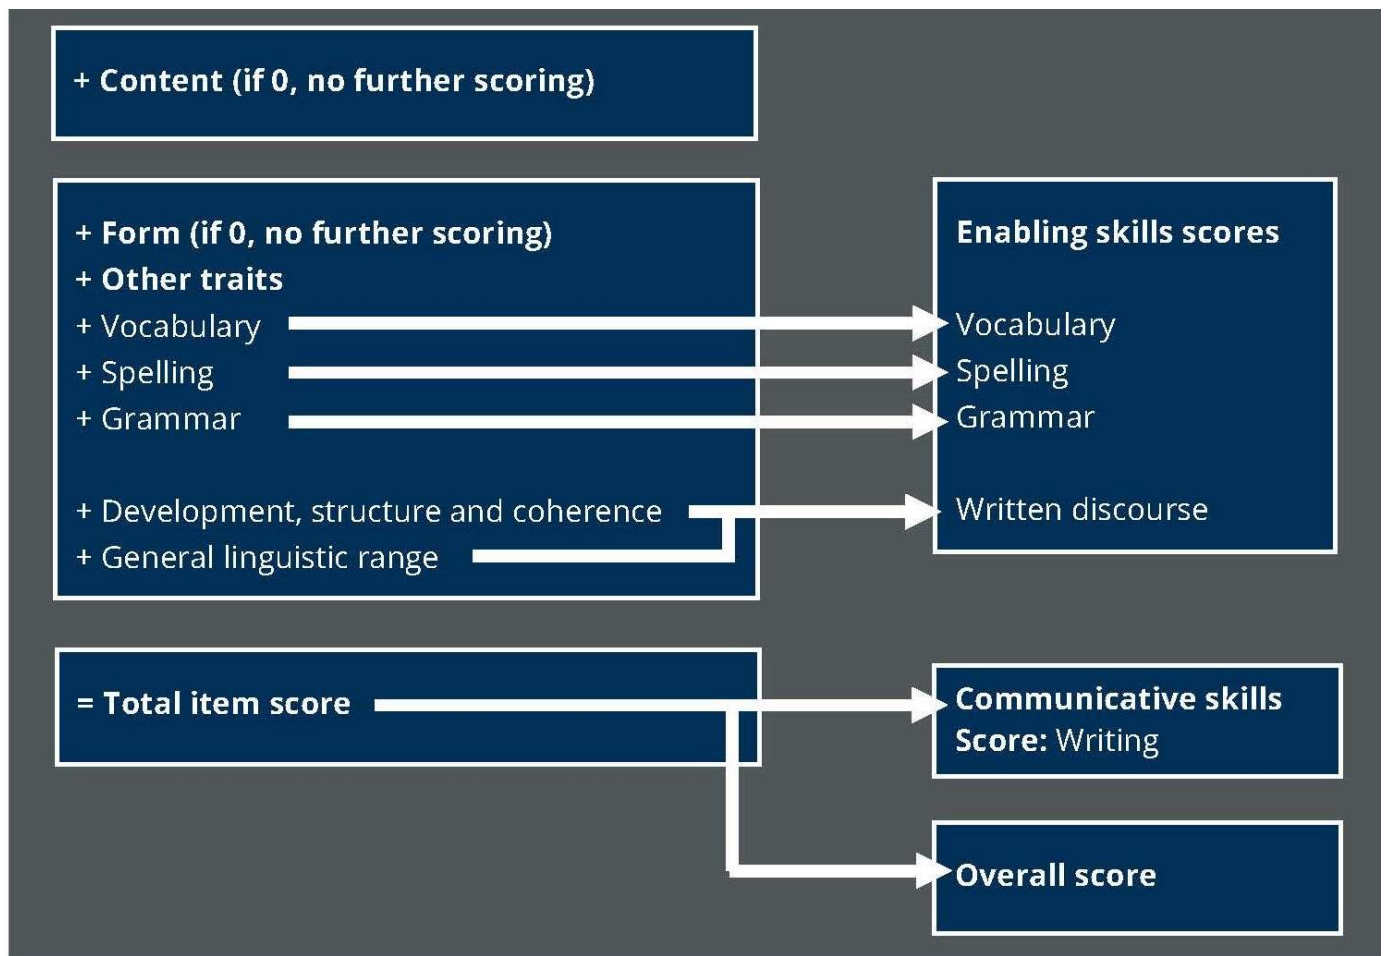 + Content (if 0, no further scoring)
+ Form (if 0, no further scoring)
+ Other traits
+ Vocabulary
+ Spelling
+ Grammar
+ Development, structure and coherence
+ General linguistic range
Enabling skills scores
Vocabulary
Spelling
Grammar
Written discourse
= Total item score
Communicative skills
Score: Writing
Overall score